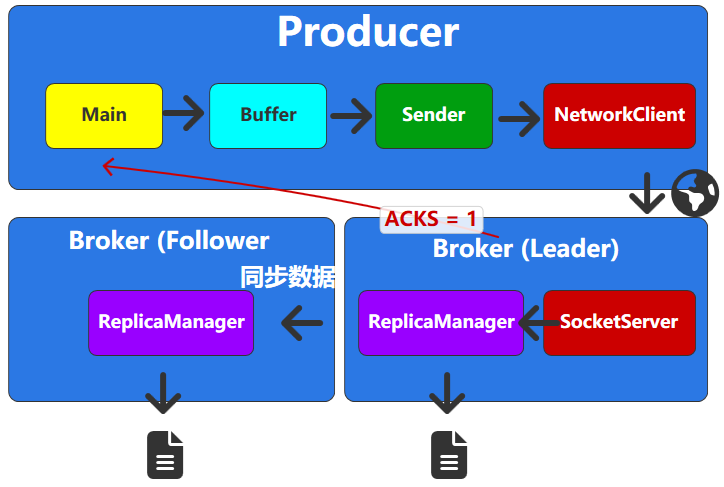 Producer
Main
Buffer
Sender
NetworkClient
ACKS = 1
Broker (Follower
Broker (Leader)
同步数据
ReplicaManager
ReplicaManager
SocketServer